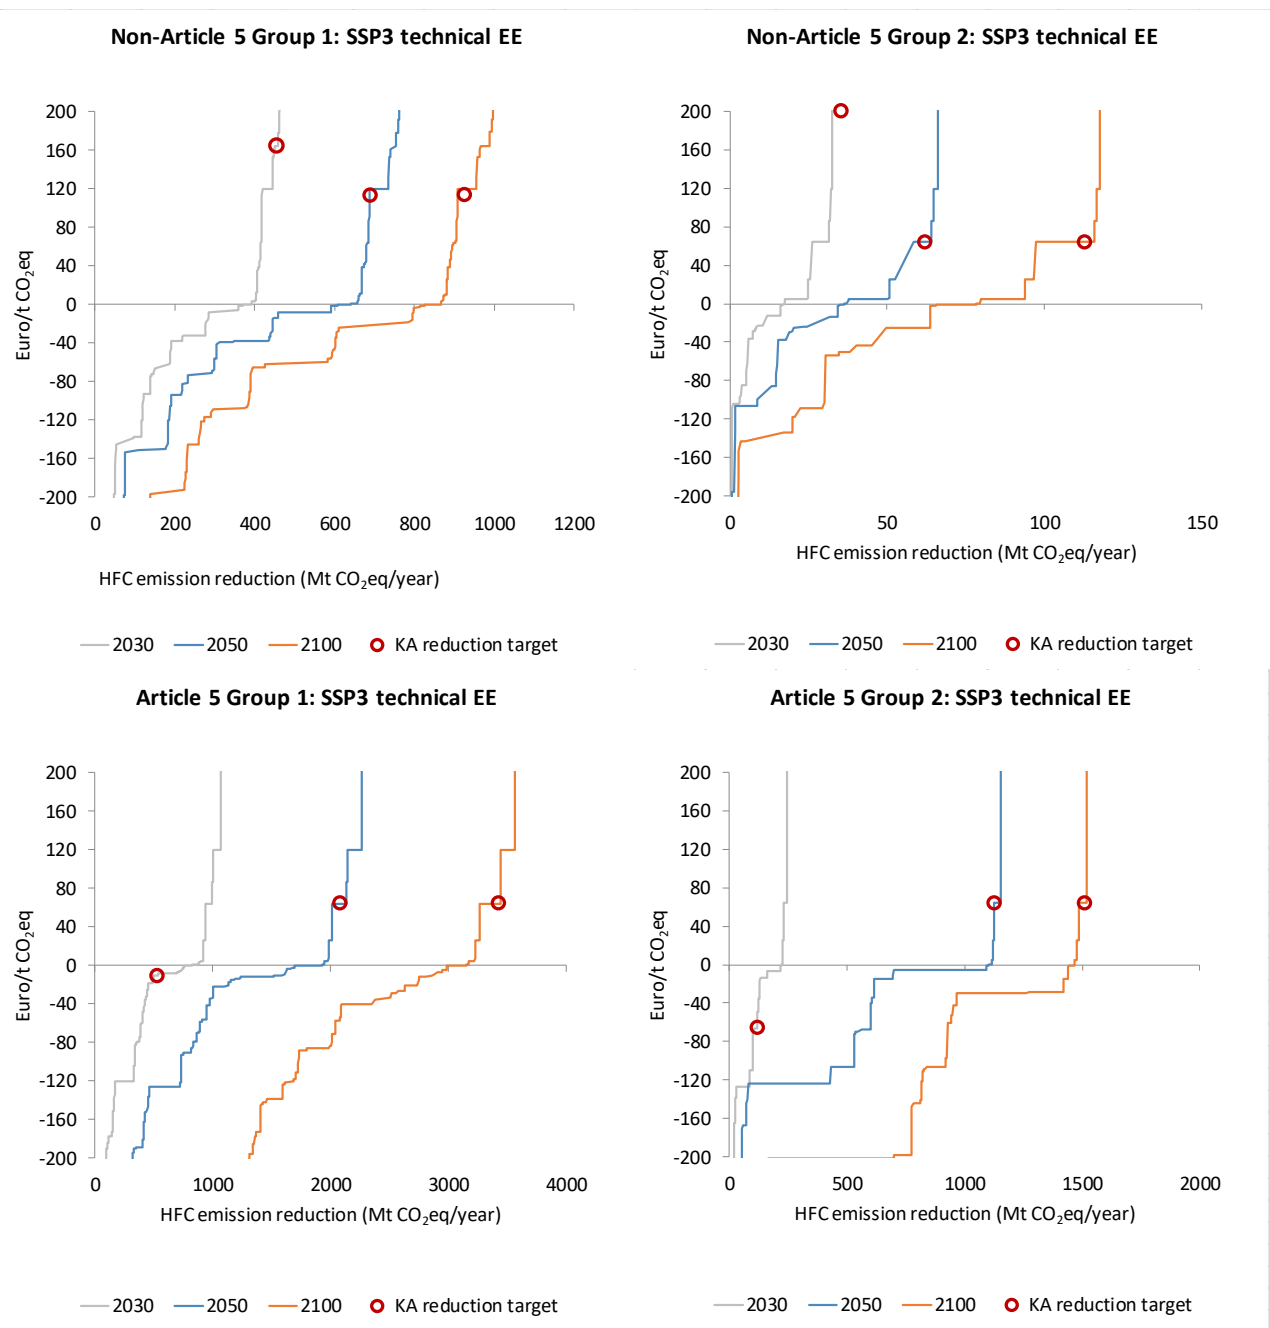 Non-Article 5 Group 1: SSP3 technical EE
200
160
120
80
40
0
-40
-80
-120
-160
-200
Euro/t CO2eq
0 200 400 600 800 1000 1200
HFC emission reduction (Mt CO2eq/year)
2030 2050 2100 KA reduction target
Non-Article 5 Group 2: SSP3 technical EE
200
160
120
80
40
0
-40
-80
-120
-160
-200
Euro/t CO2eq
0 50 100 150
HFC emission reduction (Mt CO2eq/year)
2030 2050 2100 KA reduction target
Article 5 Group 1: SSP3 technical EE
200
160
120
80
40
0
-40
-80
-120
-160
-200
Euro/t CO2eq
0 1000 2000 3000 4000
HFC emission reduction (Mt CO2eq/year)
2030 2050 2100 KA reduction target
Article 5 Group 2: SSP3 technical EE
200
160
120
80
40
0
-40
-80
-120
-160
-200
Euro/t CO2eq
0 500 1000 1500 2000
HFC emission reduction (Mt CO2eq/year)
2030 2050 2100 KA reduction target